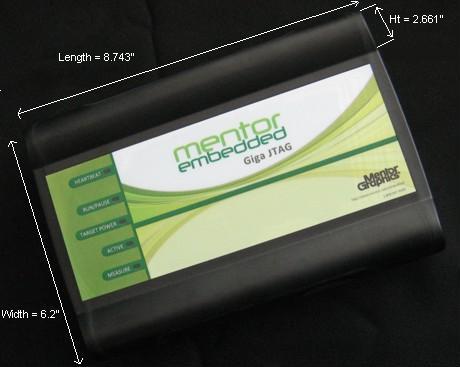 Ht = 2.661"
Length = 8.743"
mentor
embedded
Giga JTAG
HEARTBEAT
RUN/PAUSE
TARGET POWER
ACTIVE
MEASURE
Mentor
Graphics
Width = 6.2"